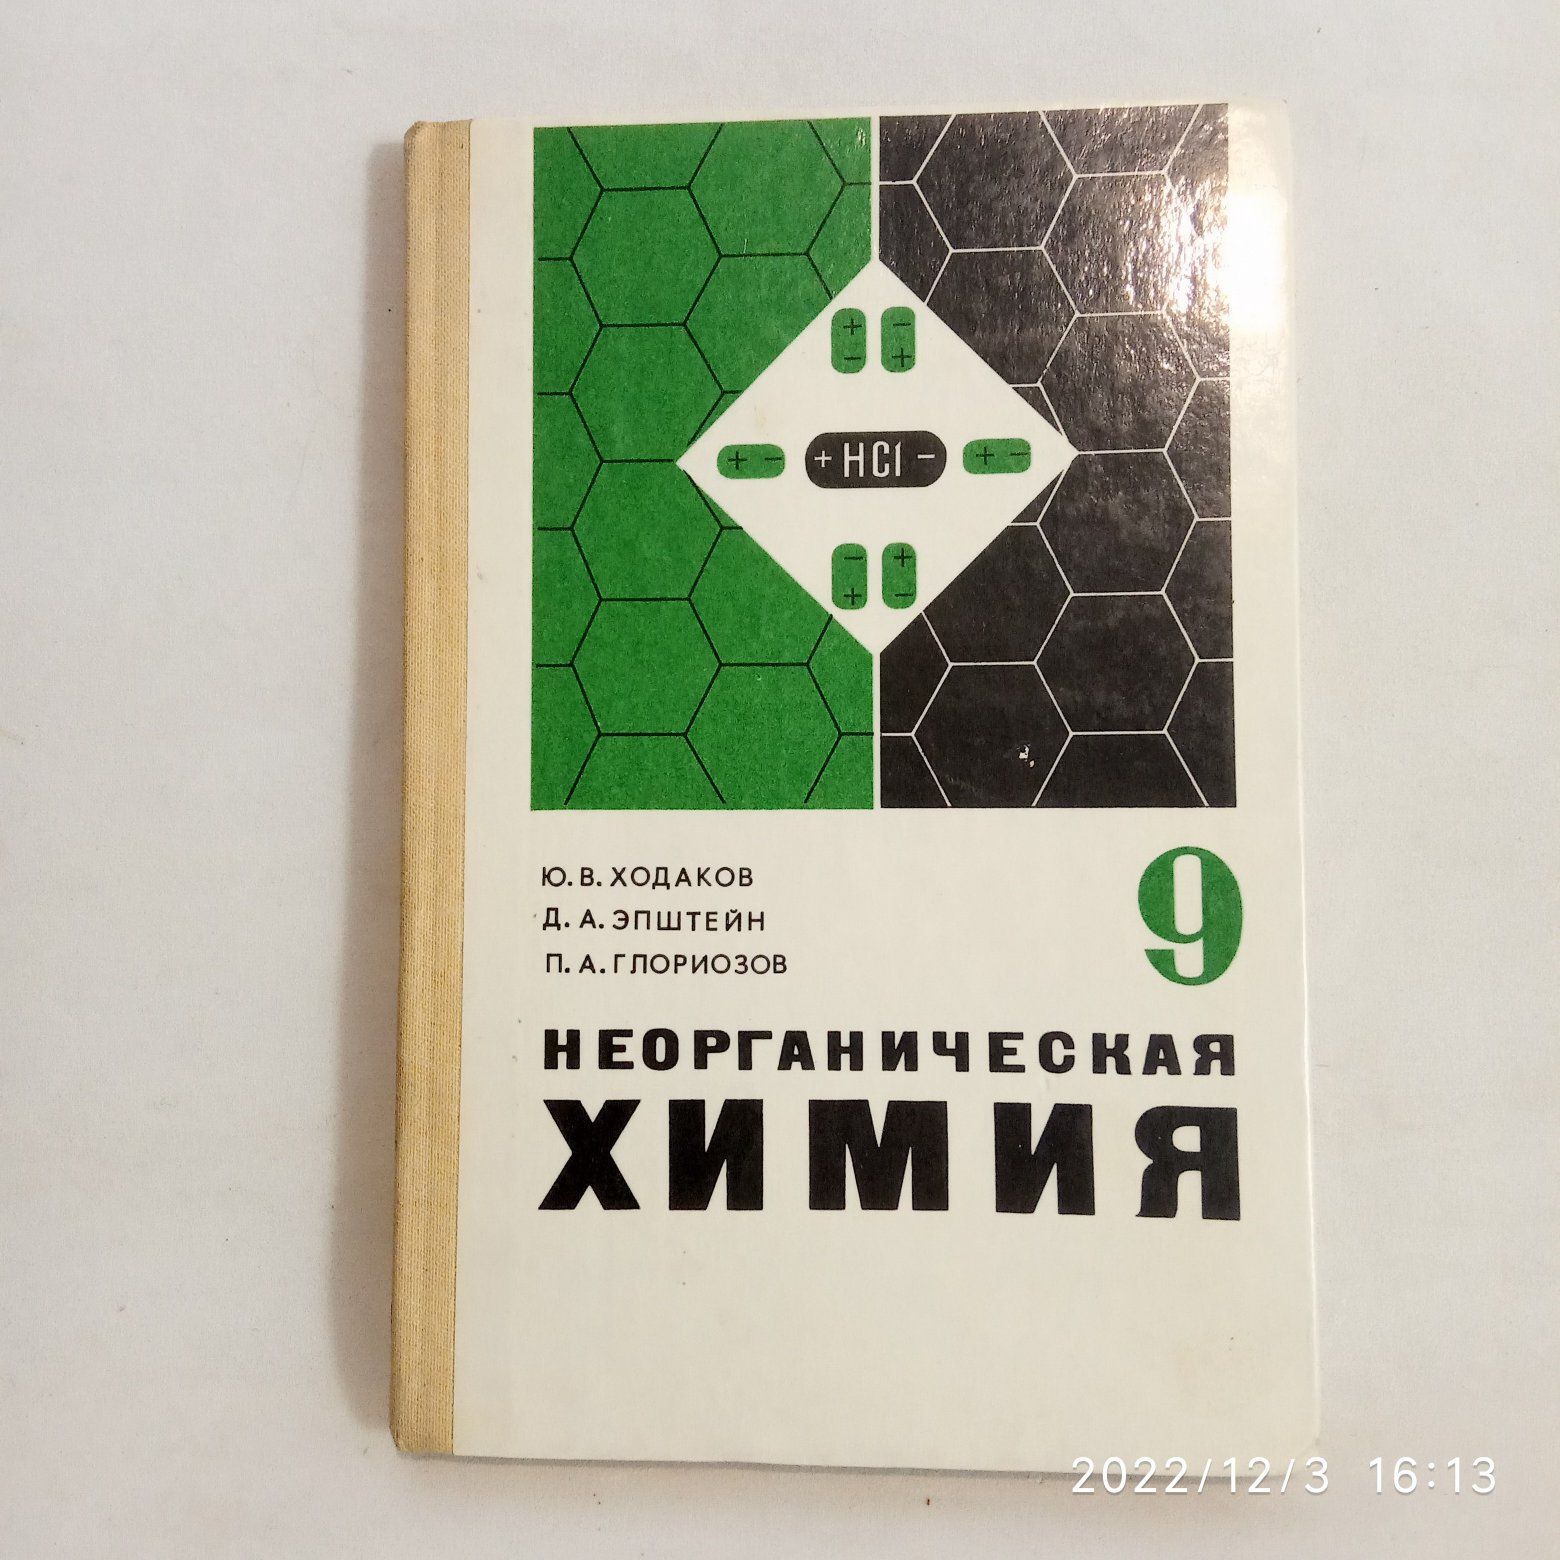 + −
− +
+ − + HCl − + −
− +
+ −
Ю. В. ХОДАКОВ
Д. А. ЭПШТЕЙН
П. А. ГЛОРИОЗОВ
9
НЕОРГАНИЧЕСКАЯ
ХИМИЯ
2022/12/3 16:13